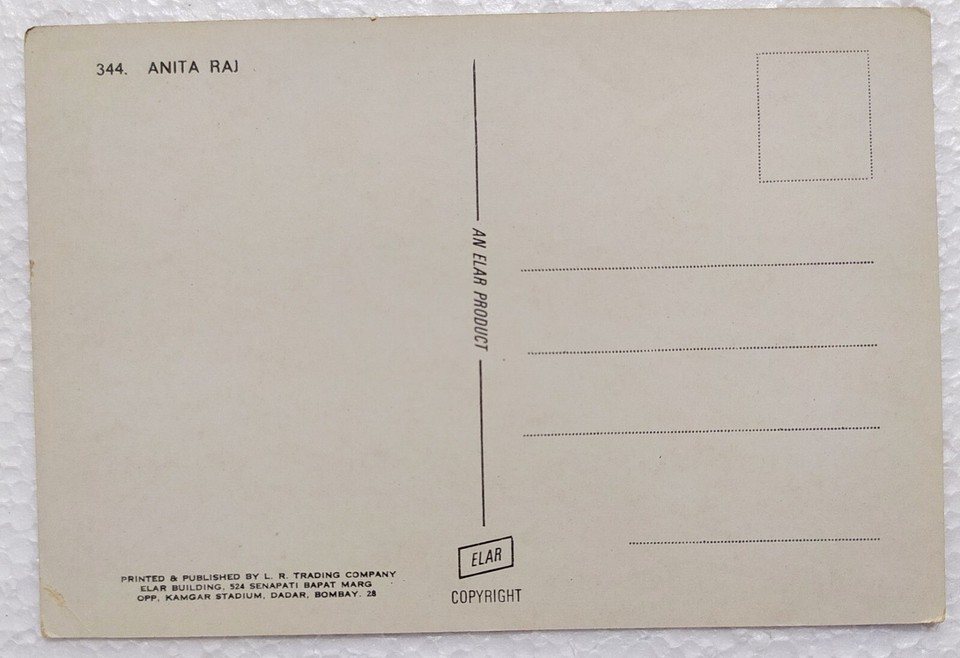 344. ANITA RAJ
AN ELAR PRODUCT
PRINTED & PUBLISHED BY L. R. TRADING COMPANY
ELAR BUILDING, 524 SENAPATI BAPAT MARG
OPP. KAMGAR STADIUM, DADAR, BOMBAY. 28
ELAR
COPYRIGHT